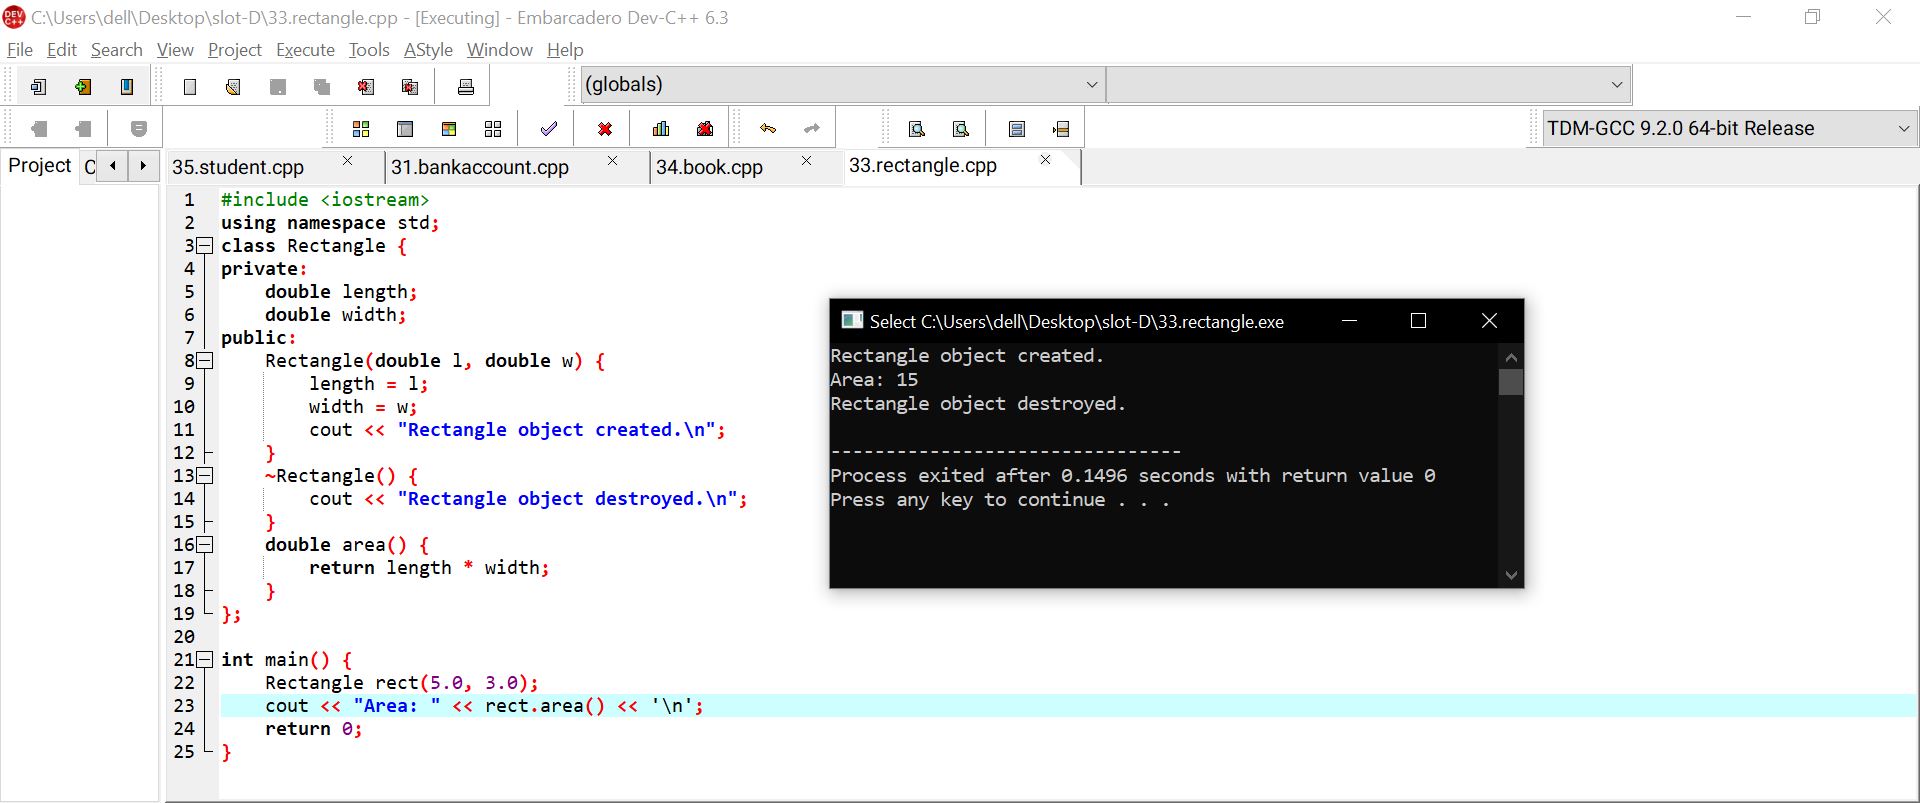 C:\Users\dell\Desktop\slot-D\33.rectangle.cpp - [Executing] - Embarcadero Dev-C++ 6.3
File Edit Search View Project Execute Tools AStyle Window Help
(globals)
TDM-GCC 9.2.0 64-bit Release
Project
35.student.cpp 31.bankaccount.cpp 34.book.cpp 33.rectangle.cpp
1 #include <iostream>
2 using namespace std;
3 class Rectangle {
4 private:
5     double length;
6     double width;
7 public:
8     Rectangle(double l, double w) {
9         length = l;
10         width = w;
11         cout << "Rectangle object created.\n";
12     }
13     ~Rectangle() {
14         cout << "Rectangle object destroyed.\n";
15     }
16     double area() {
17         return length * width;
18     }
19 };
20
21 int main() {
22     Rectangle rect(5.0, 3.0);
23     cout << "Area: " << rect.area() << '\n';
24     return 0;
25 }
Select C:\Users\dell\Desktop\slot-D\33.rectangle.exe
Rectangle object created.
Area: 15
Rectangle object destroyed.
--------------------------------
Process exited after 0.1496 seconds with return value 0
Press any key to continue . . .